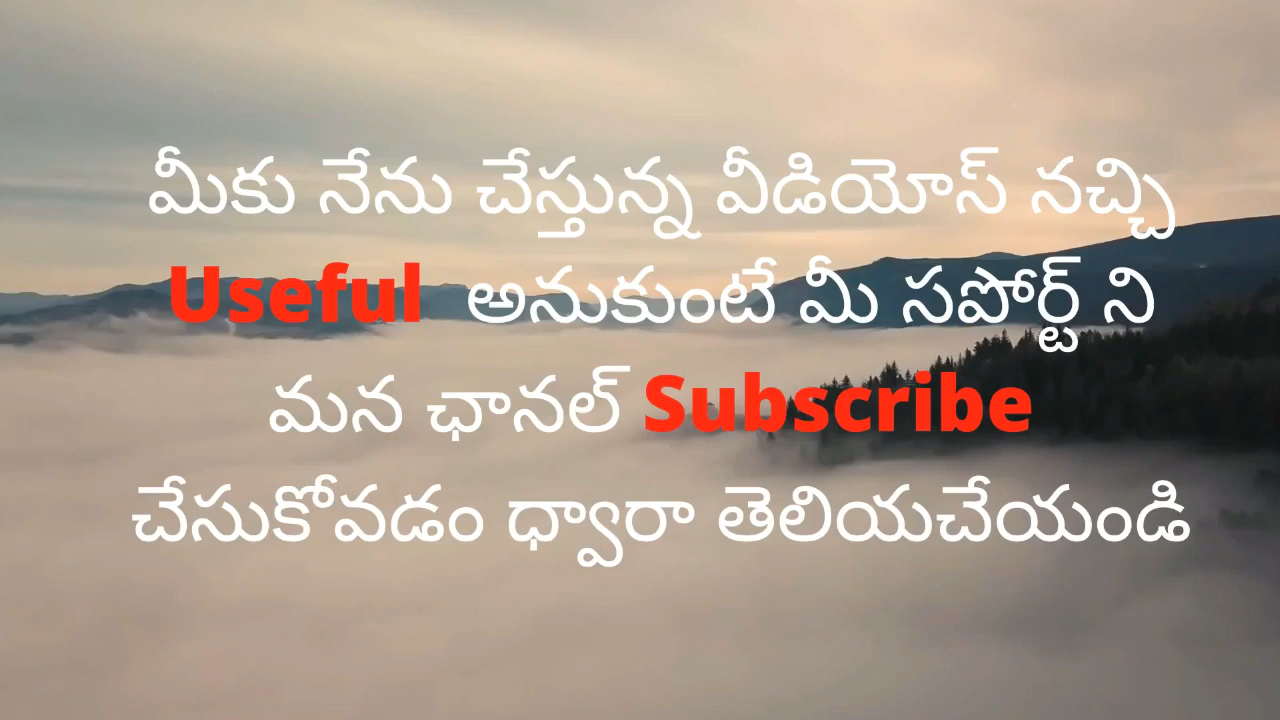 మీకు నేను చేస్తున్న వీడియోస్ నచ్చి
Useful అనుకుంటే మీ సపోర్ట్ ని
మన ఛానల్ Subscribe
చేసుకోవడం ధ్వారా తెలియచేయండి